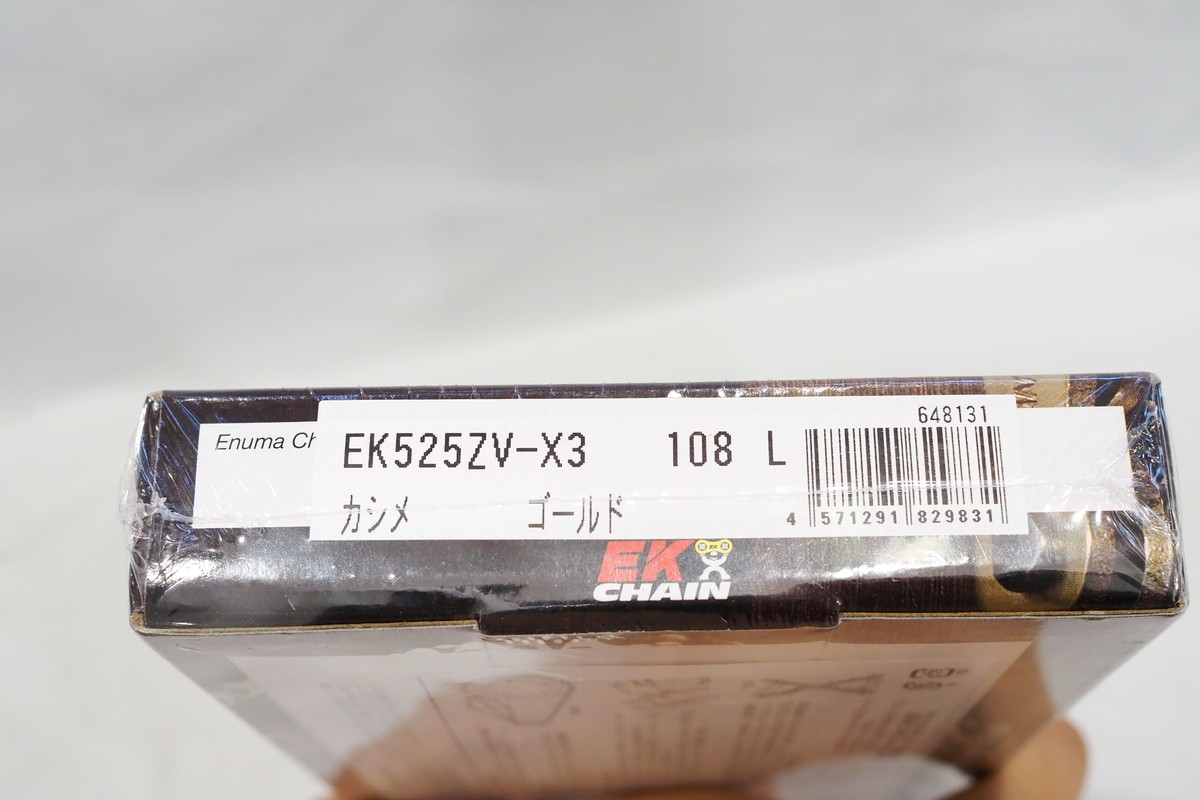 648131
Enuma Ch
EK525ZV-X3 108 L
カシメ ゴールド
4 571291 829831
EK
CHAIN